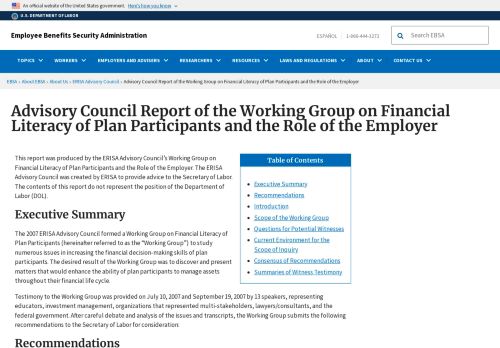 An official website of the United States government. Here's how you know
U.S. DEPARTMENT OF LABOR
Employee Benefits Security Administration
ESPAÑOL | 1-866-444-3272
Search EBSA
TOPICS WORKERS EMPLOYERS AND ADVISERS RESEARCHERS RESOURCES LAWS AND REGULATIONS ABOUT CONTACT US
EBSA › About EBSA › About Us › ERISA Advisory Council › Advisory Council Report of the Working Group on Financial Literacy of Plan Participants and the Role of the Employer
Advisory Council Report of the Working Group on Financial
Literacy of Plan Participants and the Role of the Employer
This report was produced by the ERISA Advisory Council's Working Group on
Financial Literacy of Plan Participants and the Role of the Employer. The ERISA
Advisory Council was created by ERISA to provide advice to the Secretary of Labor.
The contents of this report do not represent the position of the Department of
Labor (DOL).
Table of Contents
Executive Summary
Recommendations
Introduction
Scope of the Working Group
Questions for Potential Witnesses
Current Environment for the
Scope of Inquiry
Consensus of Recommendations
Summaries of Witness Testimony
Executive Summary
The 2007 ERISA Advisory Council formed a Working Group on Financial Literacy of
Plan Participants (hereinafter referred to as the "Working Group") to study
numerous issues in increasing the financial decision-making skills of plan
participants. The desired result of the Working Group was to discover and present
matters that would enhance the ability of plan participants to manage assets
throughout their financial life cycle.
Testimony to the Working Group was provided on July 10, 2007 and September 19, 2007 by 13 speakers, representing
educators, investment management, organizations that represented multi-stakeholders, lawyers/consultants, and the
federal government. After careful debate and analysis of the issues and transcripts, the Working Group submits the following
recommendations to the Secretary of Labor for consideration:
Recommendations